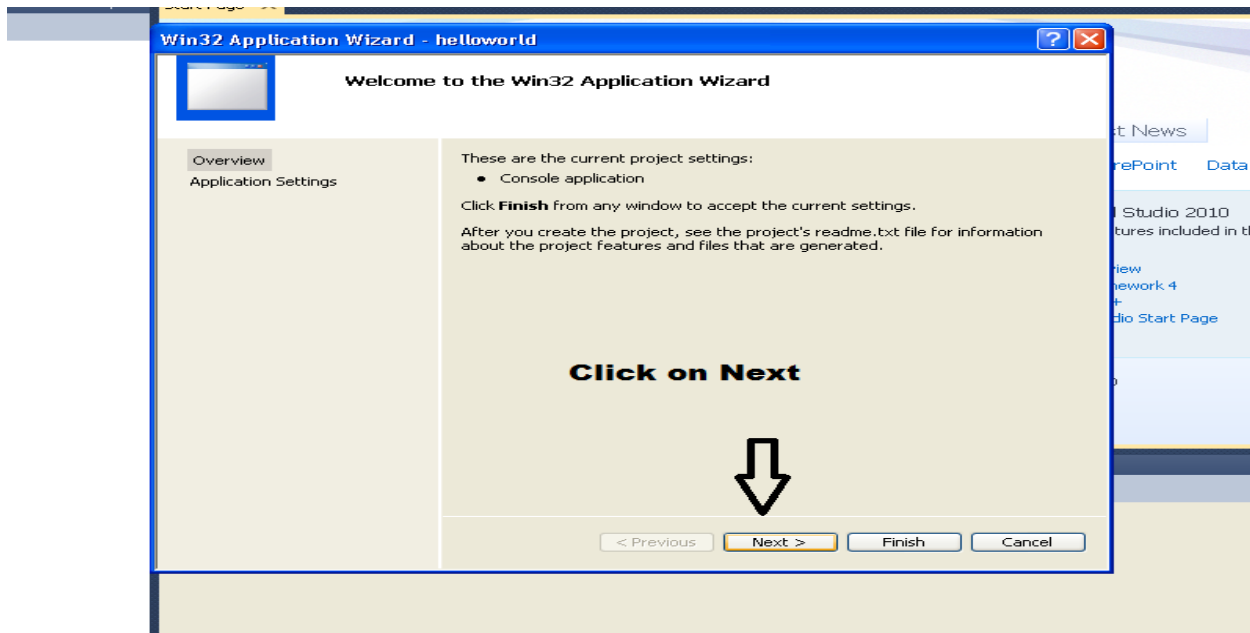 Start Page
Win32 Application Wizard - helloworld
Welcome to the Win32 Application Wizard
Overview
Application Settings
These are the current project settings:
• Console application
Click Finish from any window to accept the current settings.
After you create the project, see the project's readme.txt file for information
about the project features and files that are generated.
Click on Next
< Previous
Next >
Finish
Cancel
st News
rePoint
Data
Studio 2010
tures included in
iew
ework 4
+
dio Start Page